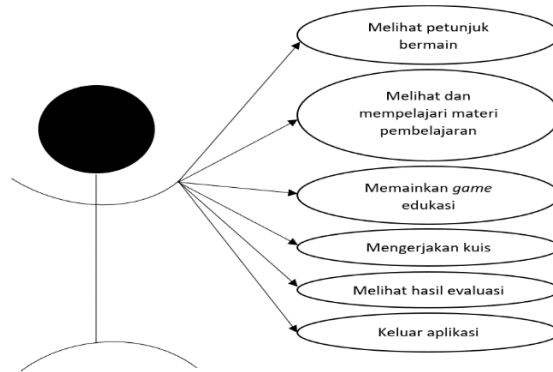 Melihat petunjuk
bermain
Melihat dan
mempelajari materi
pembelajaran
Memainkan game
edukasi
Mengerjakan kuis
Melihat hasil evaluasi
Keluar aplikasi